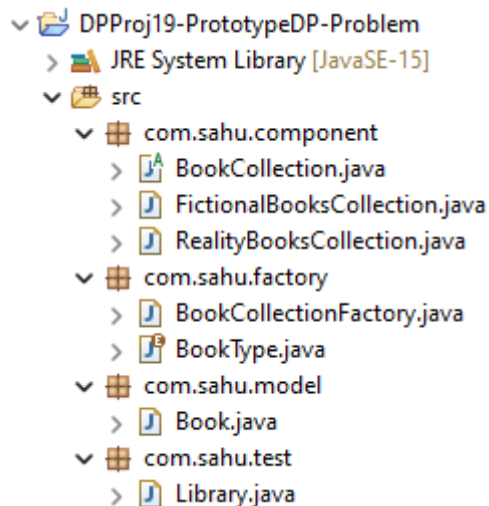 DPProj19-PrototypeDP-Problem
JRE System Library [JavaSE-15]
src
com.sahu.component
BookCollection.java
FictionalBooksCollection.java
RealityBooksCollection.java
com.sahu.factory
BookCollectionFactory.java
BookType.java
com.sahu.model
Book.java
com.sahu.test
Library.java